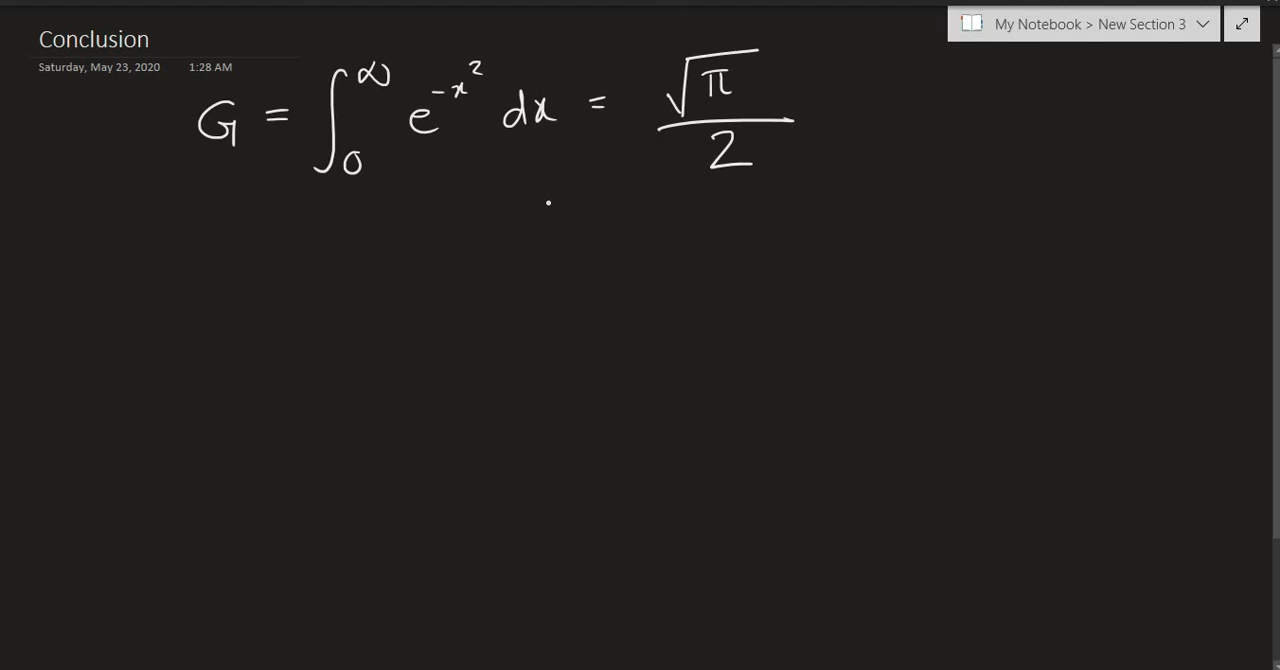 My Notebook > New Section 3
Conclusion
Saturday, May 23, 2020 1:28 AM
G = ∫₀^∞ e^{-x²} dx = √π / 2